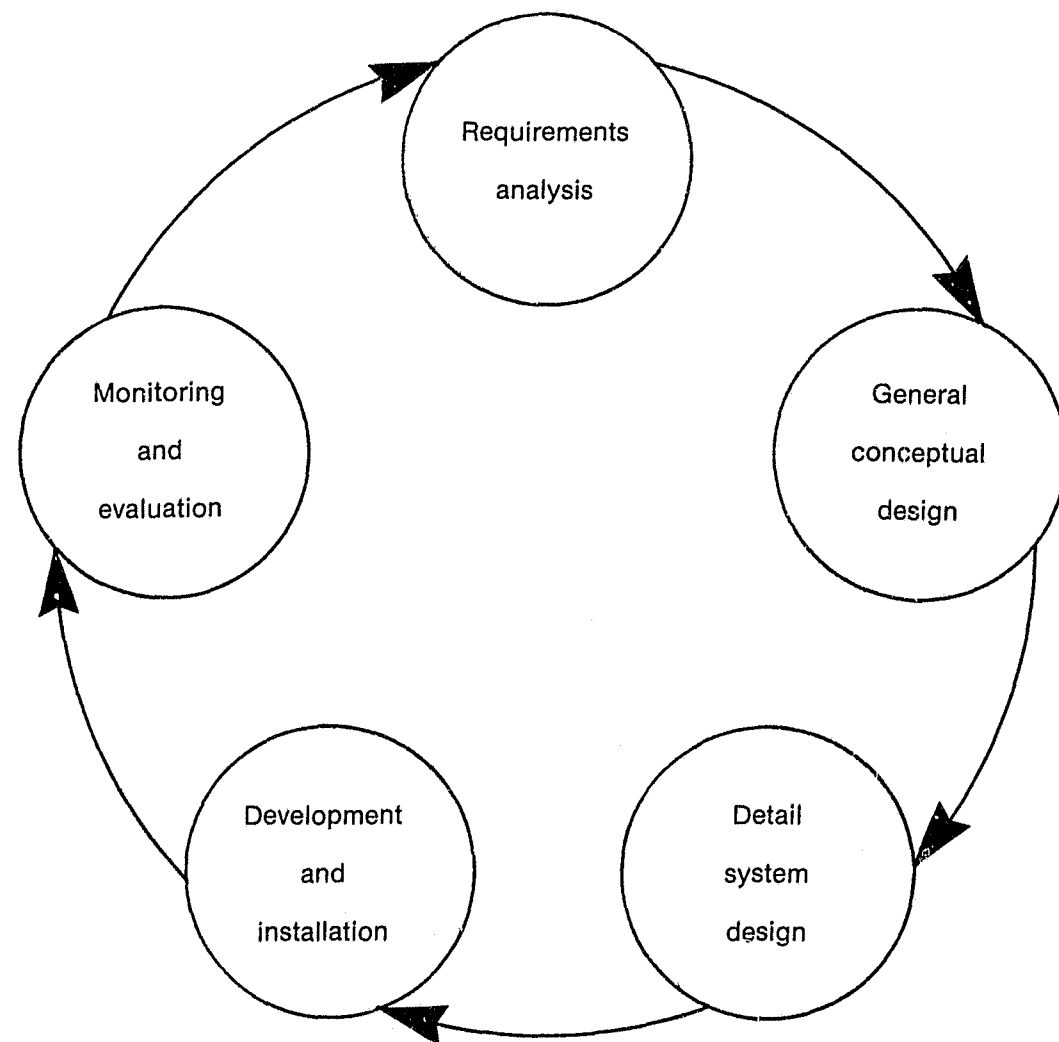 Requirements
analysis
General
conceptual
design
Detail
system
design
Development
and
installation
Monitoring
and
evaluation